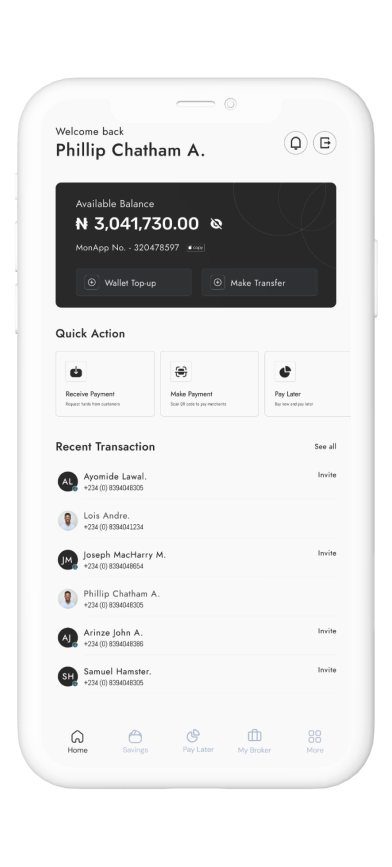 Welcome back
Phillip Chatham A.
Available Balance
₦ 3,041,730.00
MonApp No. - 320478597 copy
Wallet Top-up
Make Transfer
Quick Action
Receive Payment
Request funds from customers
Make Payment
Scan QR code to pay merchants
Pay Later
Buy now and pay later
Recent Transaction
See all
AL
Ayomide Lawal.
Invite
+234 (0) 8394048305
Lois Andre.
+234 (0) 8394041234
JM
Joseph MacHarry M.
Invite
+234 (0) 8394048654
Phillip Chatham A.
+234 (0) 8394048305
AJ
Arinze John A.
Invite
+234 (0) 8394048386
SH
Samuel Hamster.
Invite
+234 (0) 8394048305
Home
Savings
Pay Later
My Broker
More